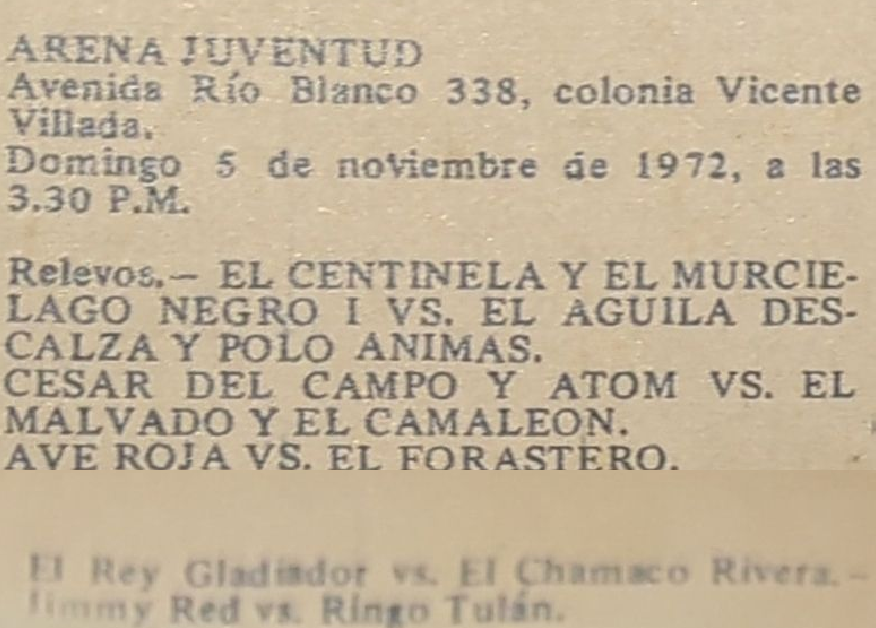 ARENA JUVENTUD
Avenida Río Blanco 338, colonia Vicente
Villada.
Domingo 5 de noviembre de 1972, a las
3.30 P.M.
Relevos.— EL CENTINELA Y EL MURCIE-
LAGO NEGRO I VS. EL AGUILA DES-
CALZA Y POLO ANIMAS.
CESAR DEL CAMPO Y ATOM VS. EL
MALVADO Y EL CAMALEON.
AVE ROJA VS. EL FORASTERO.
El Rey Gladiador vs. El Chamaco Rivera.—
Jimmy Red vs. Ringo Tulán.